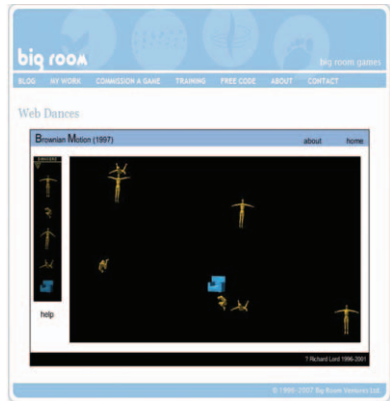 big room
big room games
BLOG MY WORK COMMISSION A GAME TRAINING FREE CODE ABOUT CONTACT
Web Dances
Brownian Motion (1997) about home
DANCERS
help
? Richard Lord 1996-2001
© 1996-2007 Big Room Ventures Ltd